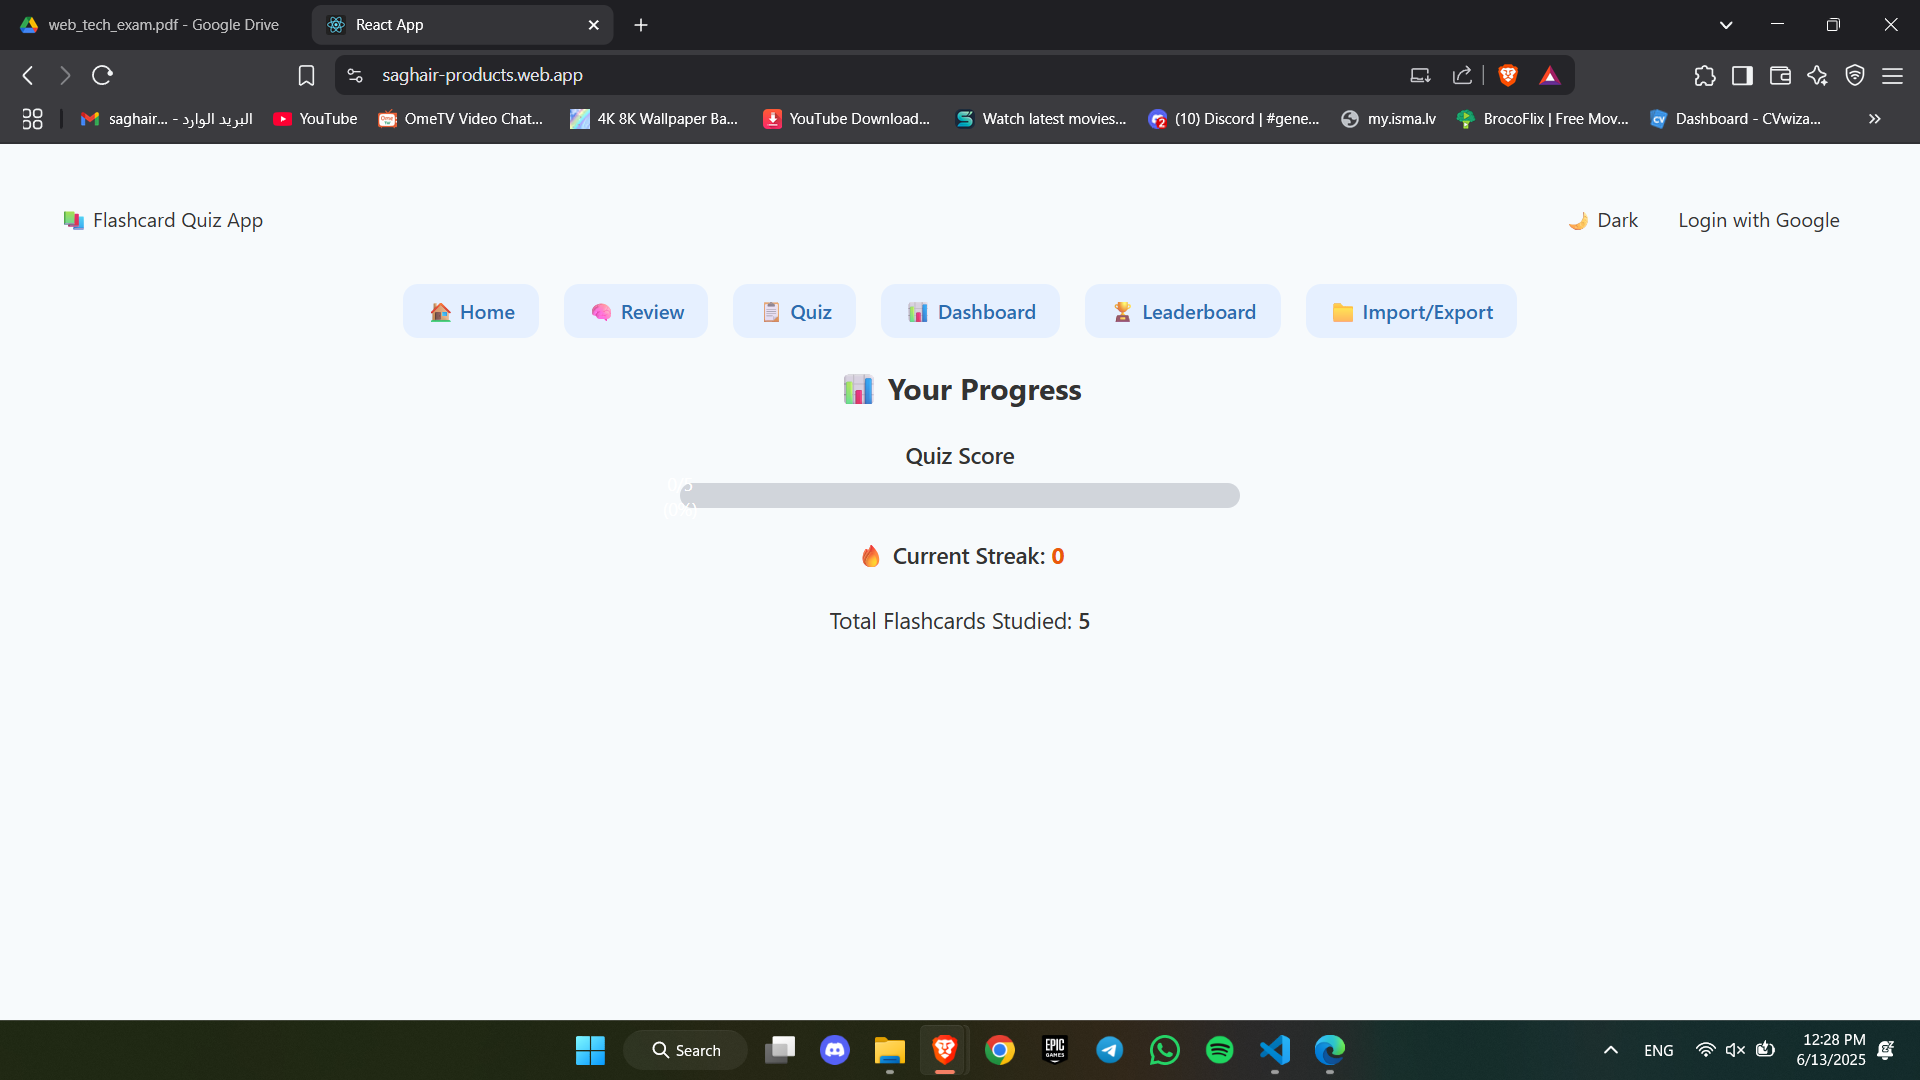 web_tech_exam.pdf - Google Drive
React App
saghair-products.web.app
saghair... - البريد الوارد
YouTube
OmeTV Video Chat...
4K 8K Wallpaper Ba...
YouTube Download...
Watch latest movies...
(10) Discord | #gene...
my.isma.lv
BrocoFlix | Free Mov...
CV
Dashboard - CVwiza...
Flashcard Quiz App
Dark
Login with Google
Home
Review
Quiz
Dashboard
Leaderboard
Import/Export
Your Progress
Quiz Score
0/5
(0%)
Current Streak: 0
Total Flashcards Studied: 5
Search
EPIC
GAMES
ENG
12:28 PM
6/13/2025